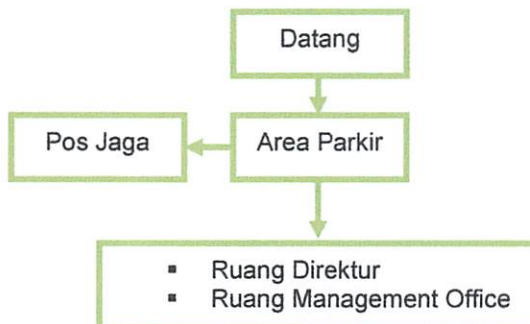 Datang
Pos Jaga
Area Parkir
▪ Ruang Direktur
▪ Ruang Management Office